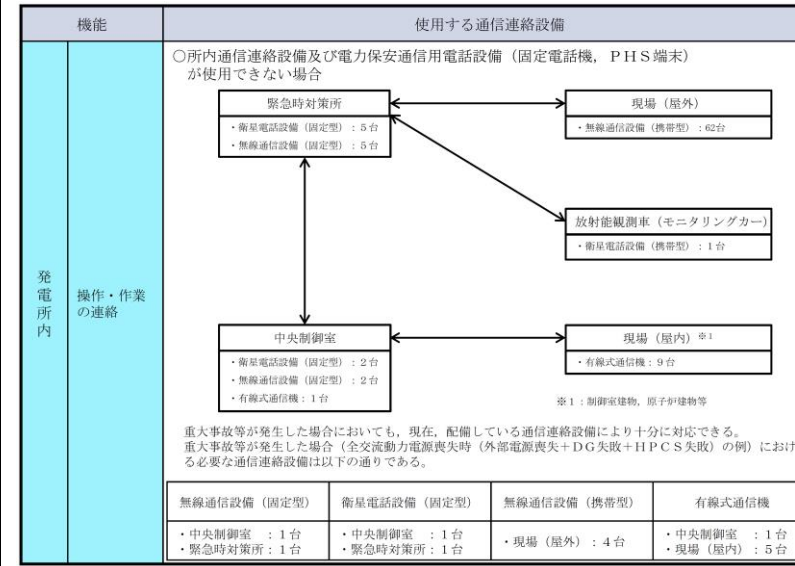 機能
使用する通信連絡設備
発電所内
操作・作業
の連絡
○所内通信連絡設備及び電力保安通信用電話設備（固定電話機，ＰＨＳ端末）
が使用できない場合
緊急時対策所
・衛星電話設備（固定型）：５台
・無線通信設備（固定型）：５台
現場（屋外）
・無線通信設備（携帯型）：62台
放射能観測車（モニタリングカー）
・衛星電話設備（携帯型）：１台
中央制御室
・衛星電話設備（固定型）：２台
・無線通信設備（固定型）：２台
・有線式通信機：１台
現場（屋内）※１
・有線式通信機：９台
※１：制御室建物，原子炉建物等
重大事故等が発生した場合においても，現在，配備している通信連絡設備により十分に対応できる。
重大事故等が発生した場合（全交流動力電源喪失時（外部電源喪失＋ＤＧ失敗＋ＨＰＣＳ失敗）の例）におけ
る必要な通信連絡設備は以下の通りである。
無線通信設備（固定型）
衛星電話設備（固定型）
無線通信設備（携帯型）
有線式通信機
・中央制御室　：１台
・緊急時対策所：１台
・中央制御室　：１台
・緊急時対策所：１台
・現場（屋外）：４台
・中央制御室　：１台
・現場（屋内）：５台